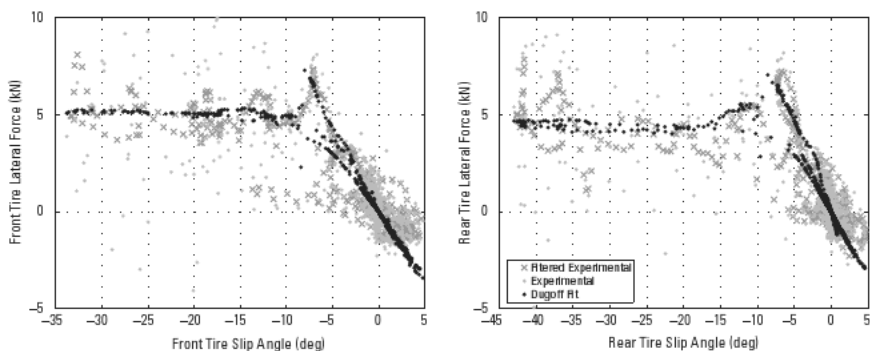 10
5
0
−5
Front Tire Lateral Force (kN)
−35 −30 −25 −20 −15 −10 −5 0 5
Front Tire Slip Angle (deg)
10
5
0
−5
Rear Tire Lateral Force (kN)
Filtered Experimental
Experimental
Dugoff Fit
−45 −40 −35 −30 −25 −20 −15 −10 −5 0 5
Rear Tire Slip Angle (deg)